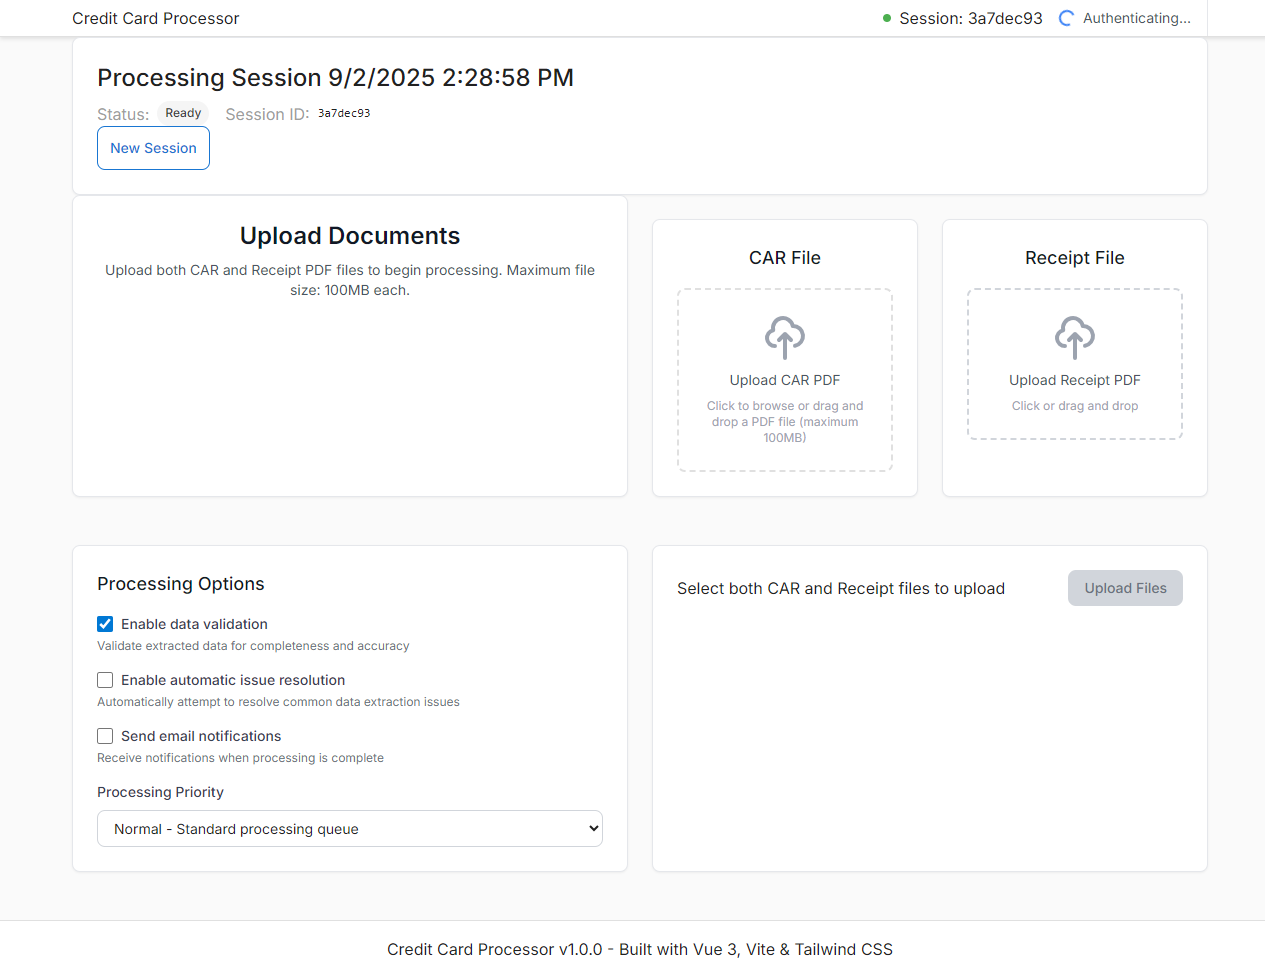 Credit Card Processor
Session: 3a7dec93
Authenticating...
Processing Session 9/2/2025 2:28:58 PM
Status: Ready Session ID: 3a7dec93
New Session
Upload Documents
Upload both CAR and Receipt PDF files to begin processing. Maximum file
size: 100MB each.
CAR File
Upload CAR PDF
Click to browse or drag and
drop a PDF file (maximum
100MB)
Receipt File
Upload Receipt PDF
Click or drag and drop
Processing Options
Enable data validation
Validate extracted data for completeness and accuracy
Enable automatic issue resolution
Automatically attempt to resolve common data extraction issues
Send email notifications
Receive notifications when processing is complete
Processing Priority
Normal - Standard processing queue
Select both CAR and Receipt files to upload
Upload Files
Credit Card Processor v1.0.0 - Built with Vue 3, Vite & Tailwind CSS